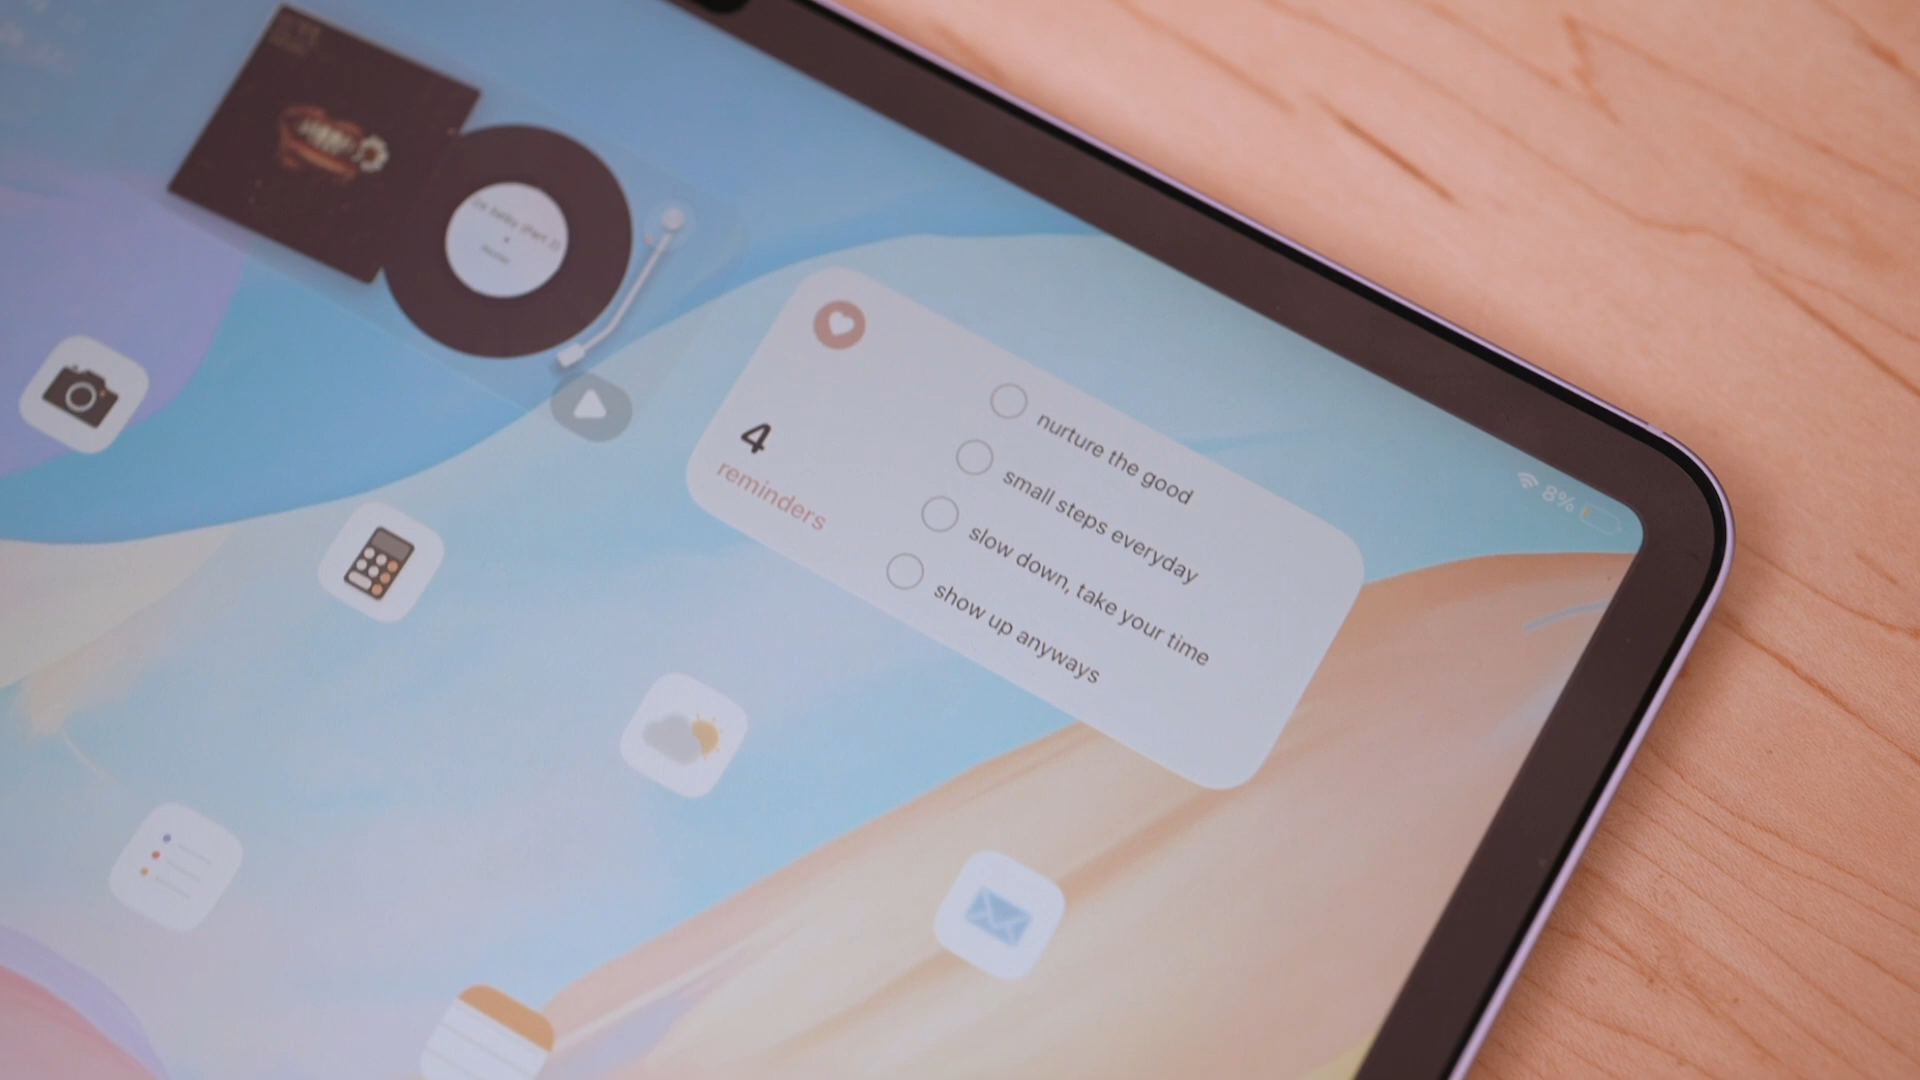 8%
4
reminders
nurture the good
small steps everyday
slow down, take your time
show up anyways